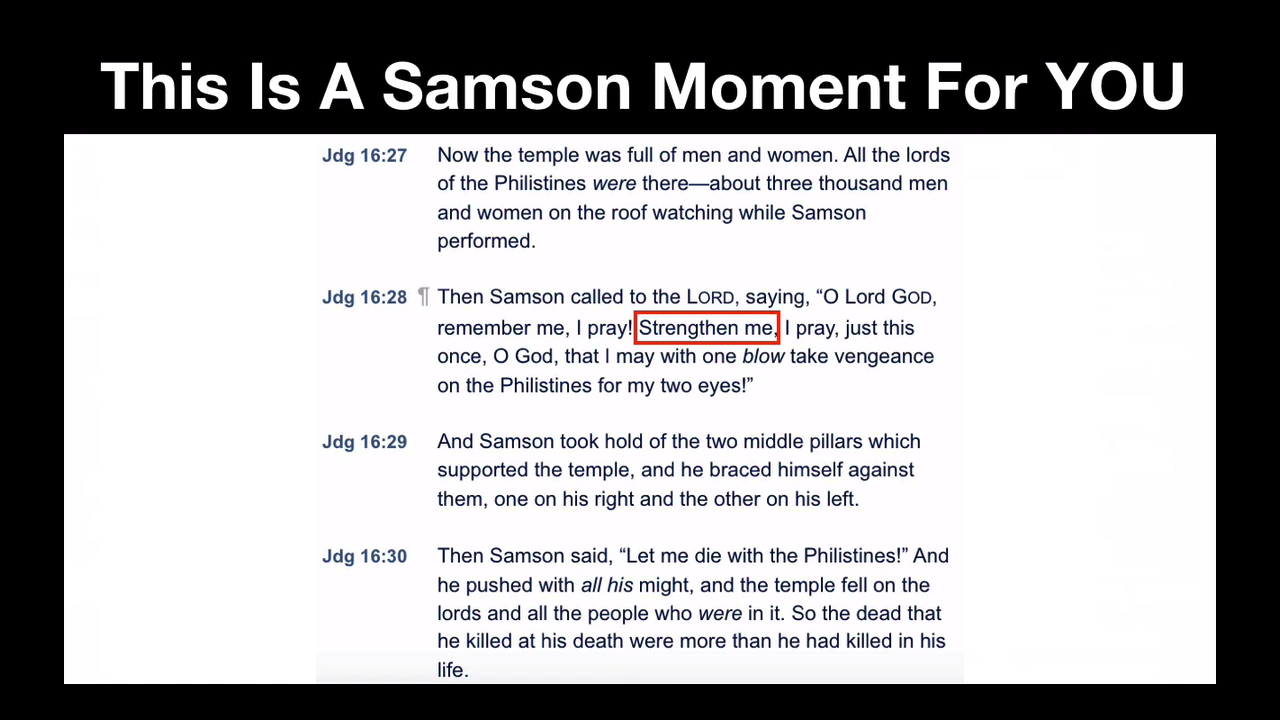 This Is A Samson Moment For YOU
Jdg 16:27 Now the temple was full of men and women. All the lords
of the Philistines were there—about three thousand men
and women on the roof watching while Samson
performed.
Jdg 16:28 ¶ Then Samson called to the LORD, saying, “O Lord GOD,
remember me, I pray! Strengthen me, I pray, just this
once, O God, that I may with one blow take vengeance
on the Philistines for my two eyes!”
Jdg 16:29 And Samson took hold of the two middle pillars which
supported the temple, and he braced himself against
them, one on his right and the other on his left.
Jdg 16:30 Then Samson said, “Let me die with the Philistines!” And
he pushed with all his might, and the temple fell on the
lords and all the people who were in it. So the dead that
he killed at his death were more than he had killed in his
life.